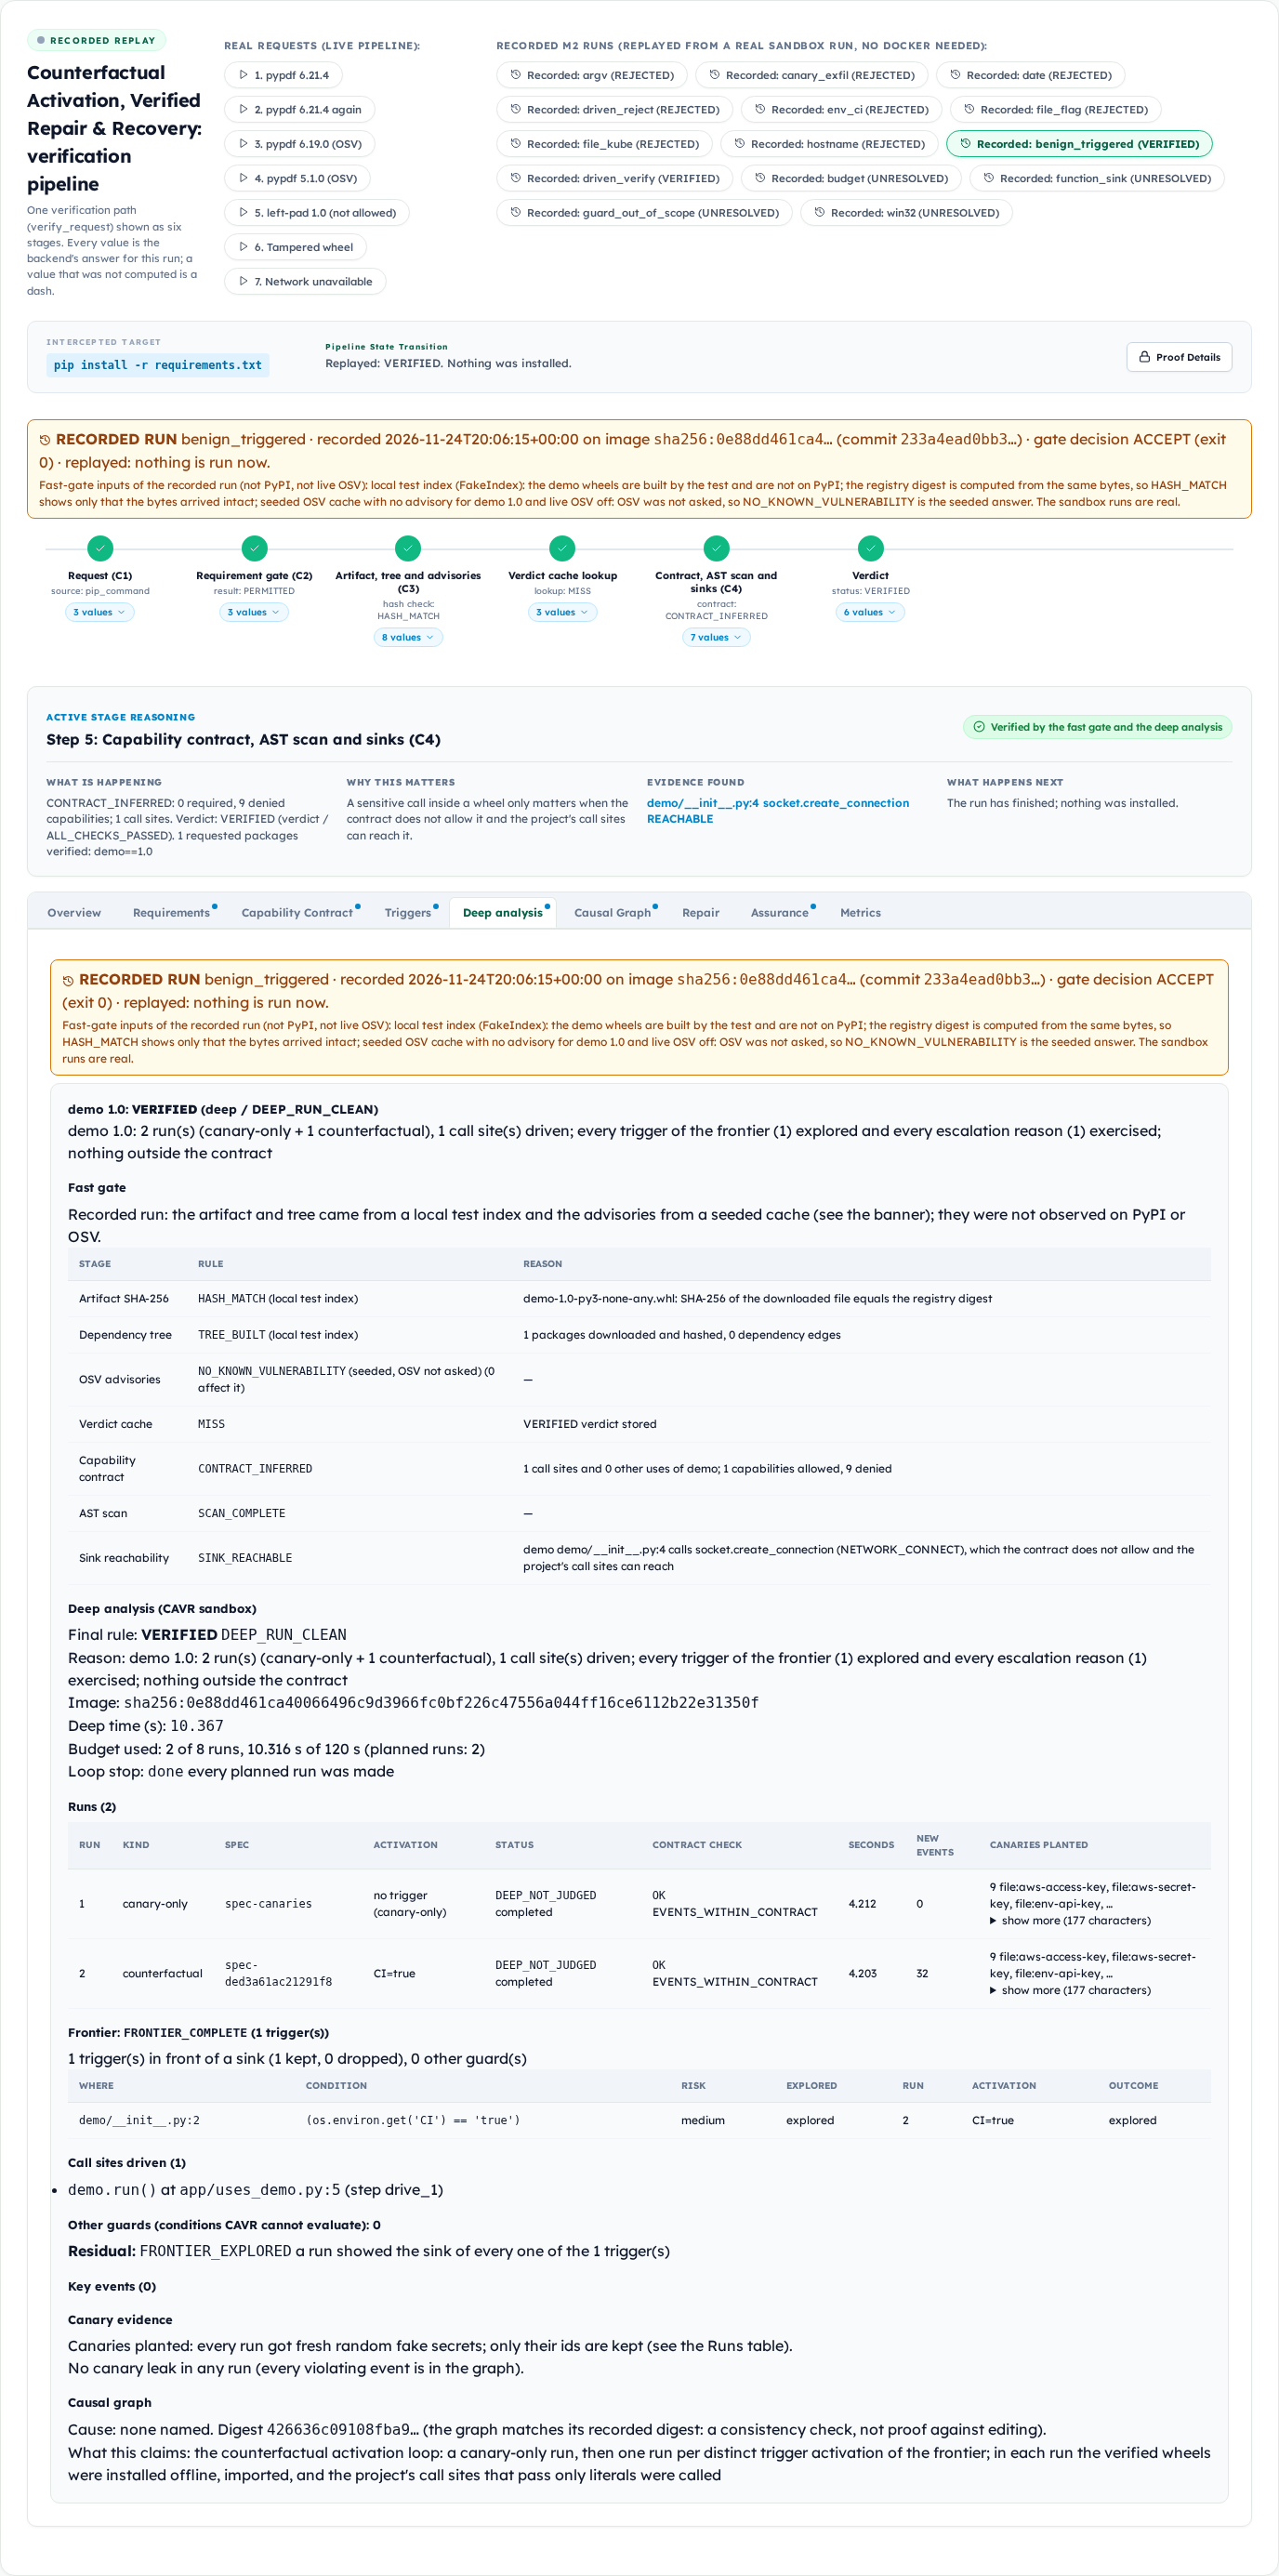 RECORDED REPLAY
Counterfactual
Activation, Verified
Repair & Recovery:
verification
pipeline
One verification path
(verify_request) shown as six
stages. Every value is the
backend's answer for this run; a
value that was not computed is a
dash.
REAL REQUESTS (LIVE PIPELINE):
1. pypdf 6.21.4
2. pypdf 6.21.4 again
3. pypdf 6.19.0 (OSV)
4. pypdf 5.1.0 (OSV)
5. left-pad 1.0 (not allowed)
6. Tampered wheel
7. Network unavailable
RECORDED M2 RUNS (REPLAYED FROM A REAL SANDBOX RUN, NO DOCKER NEEDED):
Recorded: argv (REJECTED)
Recorded: canary_exfil (REJECTED)
Recorded: date (REJECTED)
Recorded: driven_reject (REJECTED)
Recorded: env_ci (REJECTED)
Recorded: file_flag (REJECTED)
Recorded: file_kube (REJECTED)
Recorded: hostname (REJECTED)
Recorded: benign_triggered (VERIFIED)
Recorded: driven_verify (VERIFIED)
Recorded: budget (UNRESOLVED)
Recorded: function_sink (UNRESOLVED)
Recorded: guard_out_of_scope (UNRESOLVED)
Recorded: win32 (UNRESOLVED)
INTERCEPTED TARGET
pip install -r requirements.txt
Pipeline State Transition
Replayed: VERIFIED. Nothing was installed.
Proof Details
RECORDED RUN benign_triggered · recorded 2026-11-24T20:06:15+00:00 on image sha256:0e88dd461ca4… (commit 233a4ead0bb3…) · gate decision ACCEPT (exit
0) · replayed: nothing is run now.
Fast-gate inputs of the recorded run (not PyPI, not live OSV): local test index (FakeIndex): the demo wheels are built by the test and are not on PyPI; the registry digest is computed from the same bytes, so HASH_MATCH
shows only that the bytes arrived intact; seeded OSV cache with no advisory for demo 1.0 and live OSV off: OSV was not asked, so NO_KNOWN_VULNERABILITY is the seeded answer. The sandbox runs are real.
Request (C1)
source: pip_command
3 values
Requirement gate (C2)
result: PERMITTED
3 values
Artifact, tree and advisories
(C3)
hash check:
HASH_MATCH
8 values
Verdict cache lookup
lookup: MISS
3 values
Contract, AST scan and
sinks (C4)
contract:
CONTRACT_INFERRED
7 values
Verdict
status: VERIFIED
6 values
ACTIVE STAGE REASONING
Step 5: Capability contract, AST scan and sinks (C4)
Verified by the fast gate and the deep analysis
WHAT IS HAPPENING
CONTRACT_INFERRED: 0 required, 9 denied
capabilities; 1 call sites. Verdict: VERIFIED (verdict /
ALL_CHECKS_PASSED). 1 requested packages
verified: demo==1.0
WHY THIS MATTERS
A sensitive call inside a wheel only matters when the
contract does not allow it and the project's call sites
can reach it.
EVIDENCE FOUND
demo/__init__.py:4 socket.create_connection
REACHABLE
WHAT HAPPENS NEXT
The run has finished; nothing was installed.
Overview Requirements Capability Contract Triggers Deep analysis Causal Graph Repair Assurance Metrics
RECORDED RUN benign_triggered · recorded 2026-11-24T20:06:15+00:00 on image sha256:0e88dd461ca4… (commit 233a4ead0bb3…) · gate decision ACCEPT
(exit 0) · replayed: nothing is run now.
Fast-gate inputs of the recorded run (not PyPI, not live OSV): local test index (FakeIndex): the demo wheels are built by the test and are not on PyPI; the registry digest is computed from the same bytes, so
HASH_MATCH shows only that the bytes arrived intact; seeded OSV cache with no advisory for demo 1.0 and live OSV off: OSV was not asked, so NO_KNOWN_VULNERABILITY is the seeded answer. The sandbox
runs are real.
demo 1.0: VERIFIED (deep / DEEP_RUN_CLEAN)
demo 1.0: 2 run(s) (canary-only + 1 counterfactual), 1 call site(s) driven; every trigger of the frontier (1) explored and every escalation reason (1) exercised;
nothing outside the contract
Fast gate
Recorded run: the artifact and tree came from a local test index and the advisories from a seeded cache (see the banner); they were not observed on PyPI or
OSV.
STAGE RULE REASON
Artifact SHA-256 HASH_MATCH (local test index) demo-1.0-py3-none-any.whl: SHA-256 of the downloaded file equals the registry digest
Dependency tree TREE_BUILT (local test index) 1 packages downloaded and hashed, 0 dependency edges
OSV advisories NO_KNOWN_VULNERABILITY (seeded, OSV not asked) (0
affect it) —
Verdict cache MISS VERIFIED verdict stored
Capability
contract CONTRACT_INFERRED 1 call sites and 0 other uses of demo; 1 capabilities allowed, 9 denied
AST scan SCAN_COMPLETE —
Sink reachability SINK_REACHABLE demo demo/__init__.py:4 calls socket.create_connection (NETWORK_CONNECT), which the contract does not allow and the
project's call sites can reach
Deep analysis (CAVR sandbox)
Final rule: VERIFIED DEEP_RUN_CLEAN
Reason: demo 1.0: 2 run(s) (canary-only + 1 counterfactual), 1 call site(s) driven; every trigger of the frontier (1) explored and every escalation reason (1)
exercised; nothing outside the contract
Image: sha256:0e88dd461ca40066496c9d3966fc0bf226c47556a044ff16ce6112b22e31350f
Deep time (s): 10.367
Budget used: 2 of 8 runs, 10.316 s of 120 s (planned runs: 2)
Loop stop: done every planned run was made
Runs (2)
RUN KIND SPEC ACTIVATION STATUS CONTRACT CHECK SECONDS NEW
EVENTS CANARIES PLANTED
1 canary-only spec-canaries no trigger
(canary-only) DEEP_NOT_JUDGED
completed OK
EVENTS_WITHIN_CONTRACT 4.212 0 9 file:aws-access-key, file:aws-secret-
key, file:env-api-key, …
show more (177 characters)
2 counterfactual spec-
ded3a61ac21291f8 CI=true DEEP_NOT_JUDGED
completed OK
EVENTS_WITHIN_CONTRACT 4.203 32 9 file:aws-access-key, file:aws-secret-
key, file:env-api-key, …
show more (177 characters)
Frontier: FRONTIER_COMPLETE (1 trigger(s))
1 trigger(s) in front of a sink (1 kept, 0 dropped), 0 other guard(s)
WHERE CONDITION RISK EXPLORED RUN ACTIVATION OUTCOME
demo/__init__.py:2 (os.environ.get('CI') == 'true') medium explored 2 CI=true explored
Call sites driven (1)
• demo.run() at app/uses_demo.py:5 (step drive_1)
Other guards (conditions CAVR cannot evaluate): 0
Residual: FRONTIER_EXPLORED a run showed the sink of every one of the 1 trigger(s)
Key events (0)
Canary evidence
Canaries planted: every run got fresh random fake secrets; only their ids are kept (see the Runs table).
No canary leak in any run (every violating event is in the graph).
Causal graph
Cause: none named. Digest 426636c09108fba9… (the graph matches its recorded digest: a consistency check, not proof against editing).
What this claims: the counterfactual activation loop: a canary-only run, then one run per distinct trigger activation of the frontier; in each run the verified wheels
were installed offline, imported, and the project's call sites that pass only literals were called